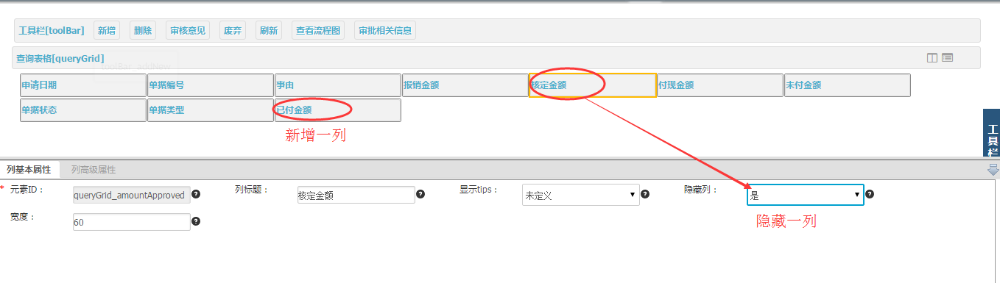 工具栏[toolBar] 新增 删除 审核意见 废弃 刷新 查看流程图 审批相关信息
查询表格[queryGrid]
toolBar_addNew
申请日期 单据编号 事由 报销金额 核定金额 付现金额 未付金额
单据状态 单据类型 已付金额
新增一列
工具栏
列基本属性 列高级属性
* 元素ID： queryGrid_amountApproved 列标题： 核定金额 显示tips： 未定义 隐藏列： 是
宽度： 60
隐藏一列